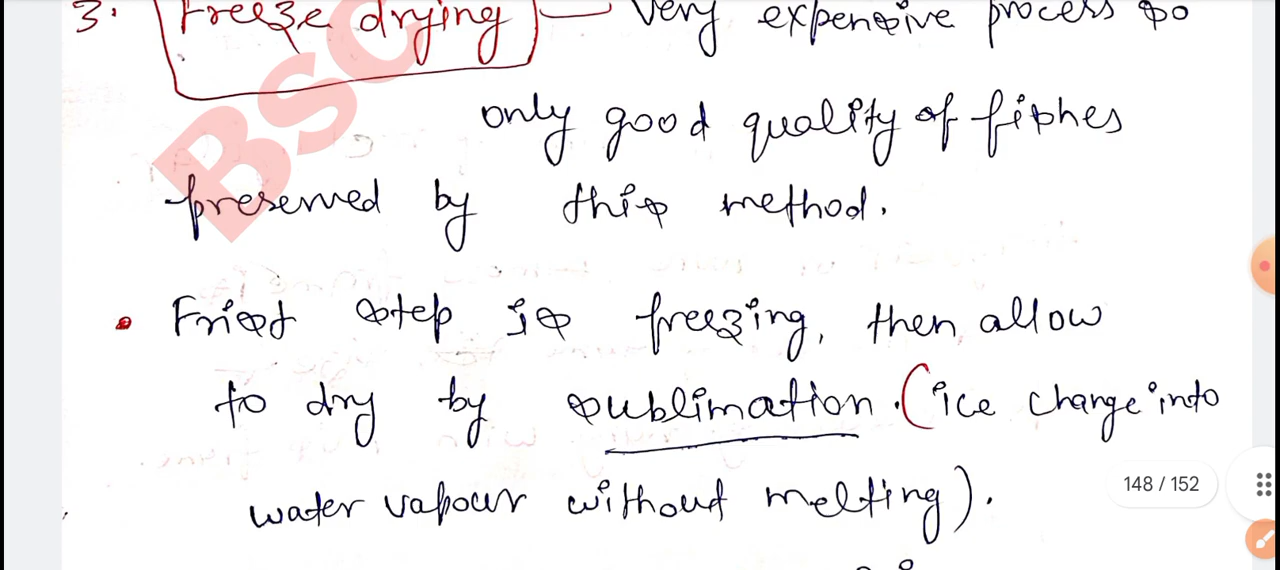 3. Freeze drying — Very expensive process so
only good quality of fishes
preserved by this method.
• Frist step is freezing, then allow
to dry by sublimation. (ice change into
water vapour without melting).
148 / 152
BSC